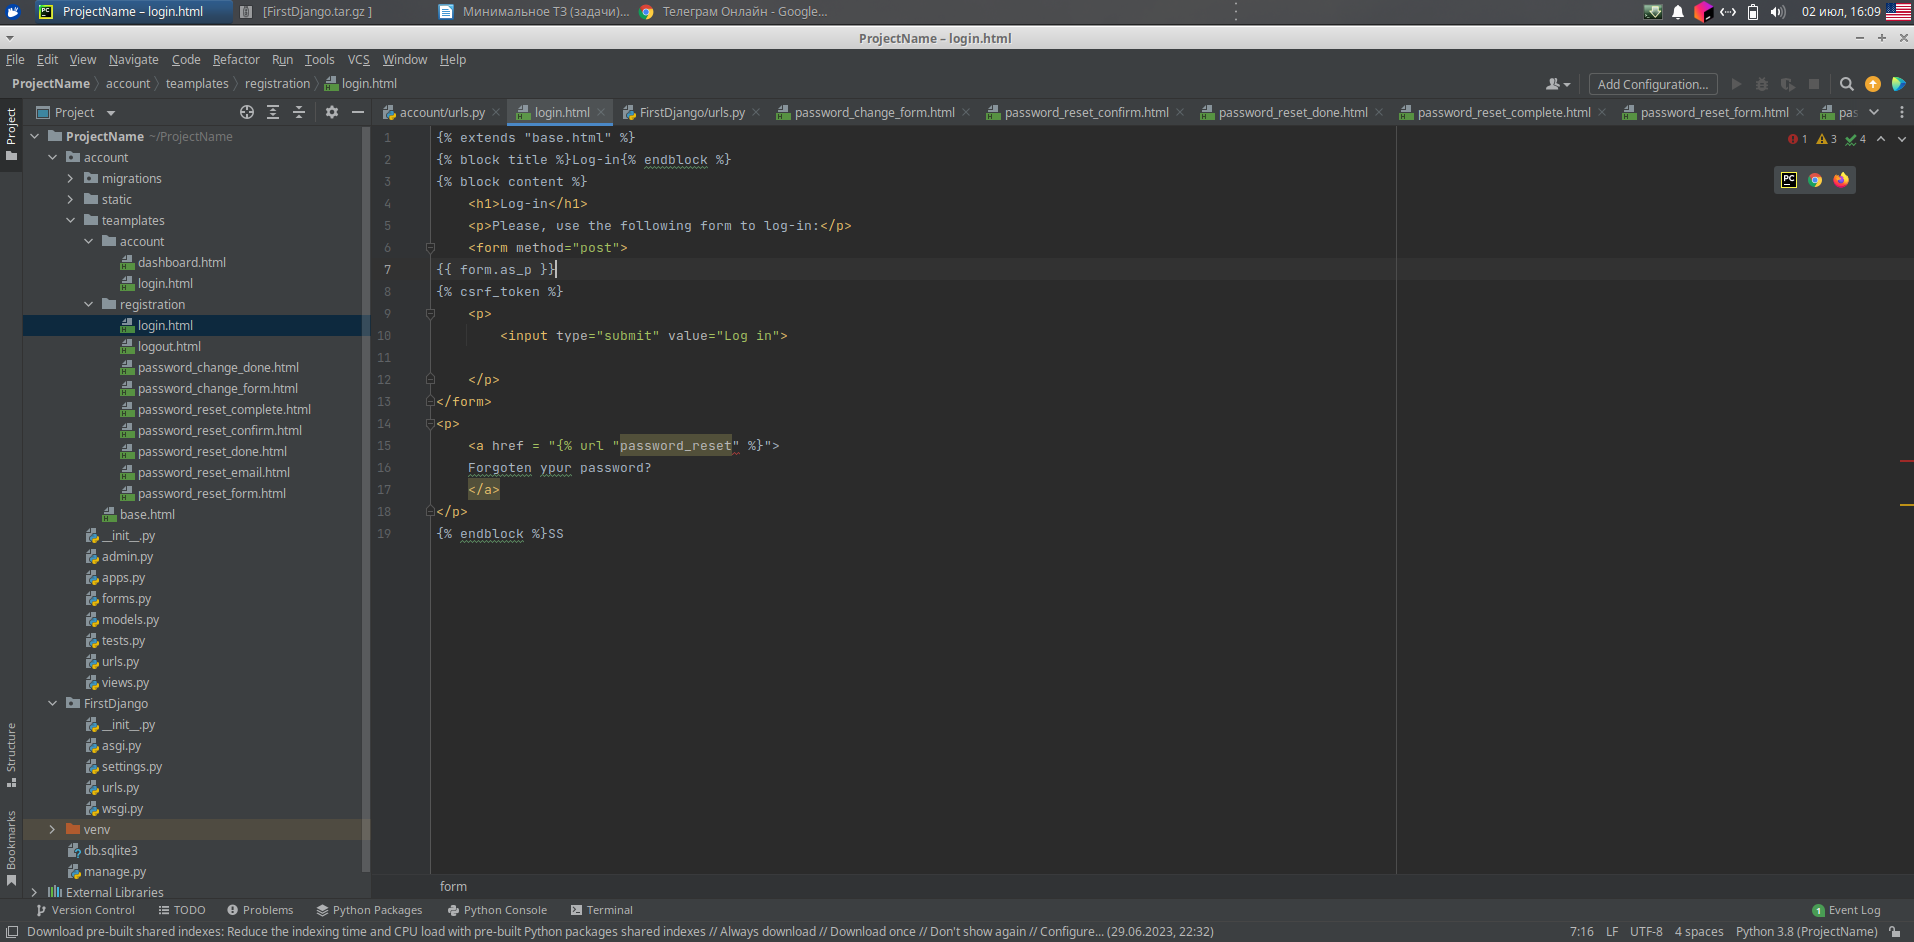 ProjectName – login.html
[FirstDjango.tar.gz ]
Минимальное ТЗ (задачи)...
Телеграм Онлайн - Google...
02 июл, 16:09
ProjectName – login.html
File Edit View Navigate Code Refactor Run Tools VCS Window Help
ProjectName account teamplates registration login.html
Add Configuration...
Project
Project
account/urls.py login.html FirstDjango/urls.py password_change_form.html password_reset_confirm.html password_reset_done.html password_reset_complete.html password_reset_form.html pas
ProjectName ~/ProjectName
account
migrations
static
teamplates
account
dashboard.html
login.html
registration
login.html
logout.html
password_change_done.html
password_change_form.html
password_reset_complete.html
password_reset_confirm.html
password_reset_done.html
password_reset_email.html
password_reset_form.html
base.html
__init__.py
admin.py
apps.py
forms.py
models.py
tests.py
urls.py
views.py
FirstDjango
__init__.py
asgi.py
settings.py
urls.py
wsgi.py
venv
db.sqlite3
manage.py
External Libraries
Structure
Bookmarks
1 {% extends "base.html" %}
2 {% block title %}Log-in{% endblock %}
3 {% block content %}
4 <h1>Log-in</h1>
5 <p>Please, use the following form to log-in:</p>
6 <form method="post">
7 {{ form.as_p }}
8 {% csrf_token %}
9 <p>
10 <input type="submit" value="Log in">
11
12 </p>
13 </form>
14 <p>
15 <a href = "{% url "password_reset" %}">
16 Forgoten ypur password?
17 </a>
18 </p>
19 {% endblock %}SS
1 3 4
PC
form
Version Control TODO Problems Python Packages Python Console Terminal
1 Event Log
Download pre-built shared indexes: Reduce the indexing time and CPU load with pre-built Python packages shared indexes // Always download // Download once // Don't show again // Configure... (29.06.2023, 22:32)
7:16 LF UTF-8 4 spaces Python 3.8 (ProjectName)